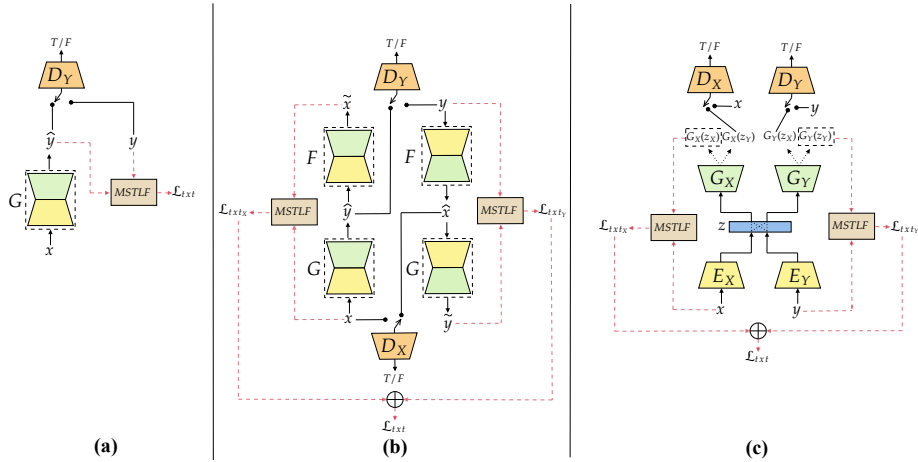 T/F
D_Y
ŷ
y
G
MSTLF
ℒ_txt
x
(a)
T/F
D_Y
x̃
y
F
F
ℒ_txt_X
MSTLF
ŷ
x̂
MSTLF
ℒ_txt_Y
G
G
x
ỹ
D_X
T/F
ℒ_txt
(b)
T/F
T/F
D_X
D_Y
x
y
G_X(z_X)
G_X(z_Y)
G_Y(z_X)
G_Y(z_Y)
G_X
G_Y
ℒ_txt_X
MSTLF
z
MSTLF
ℒ_txt_Y
E_X
E_Y
x
y
ℒ_txt
(c)